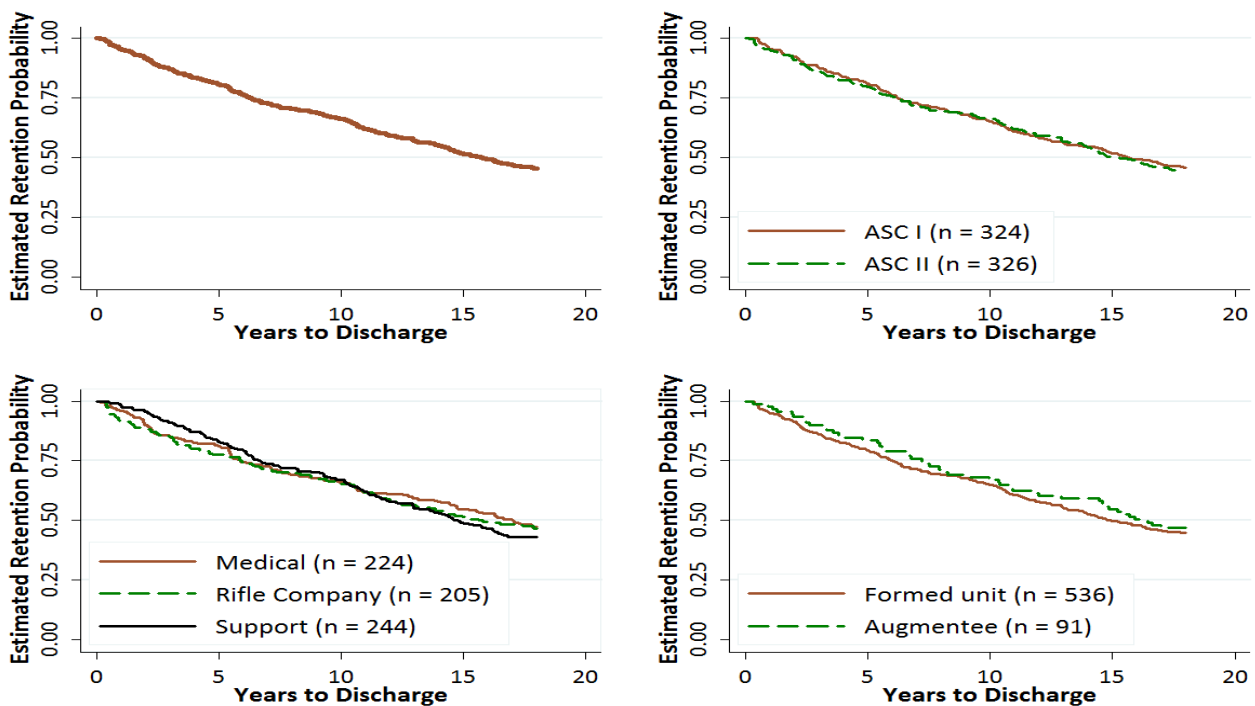 Estimated Retention Probability
1.00
0.75
0.50
0.25
0.00
0 5 10 15 20
Years to Discharge
Estimated Retention Probability
1.00
0.75
0.50
0.25
0.00
ASC I (n = 324)
ASC II (n = 326)
0 5 10 15 20
Years to Discharge
Estimated Retention Probability
1.00
0.75
0.50
0.25
0.00
Medical (n = 224)
Rifle Company (n = 205)
Support (n = 244)
0 5 10 15 20
Years to Discharge
Estimated Retention Probability
1.00
0.75
0.50
0.25
0.00
Formed unit (n = 536)
Augmentee (n = 91)
0 5 10 15 20
Years to Discharge